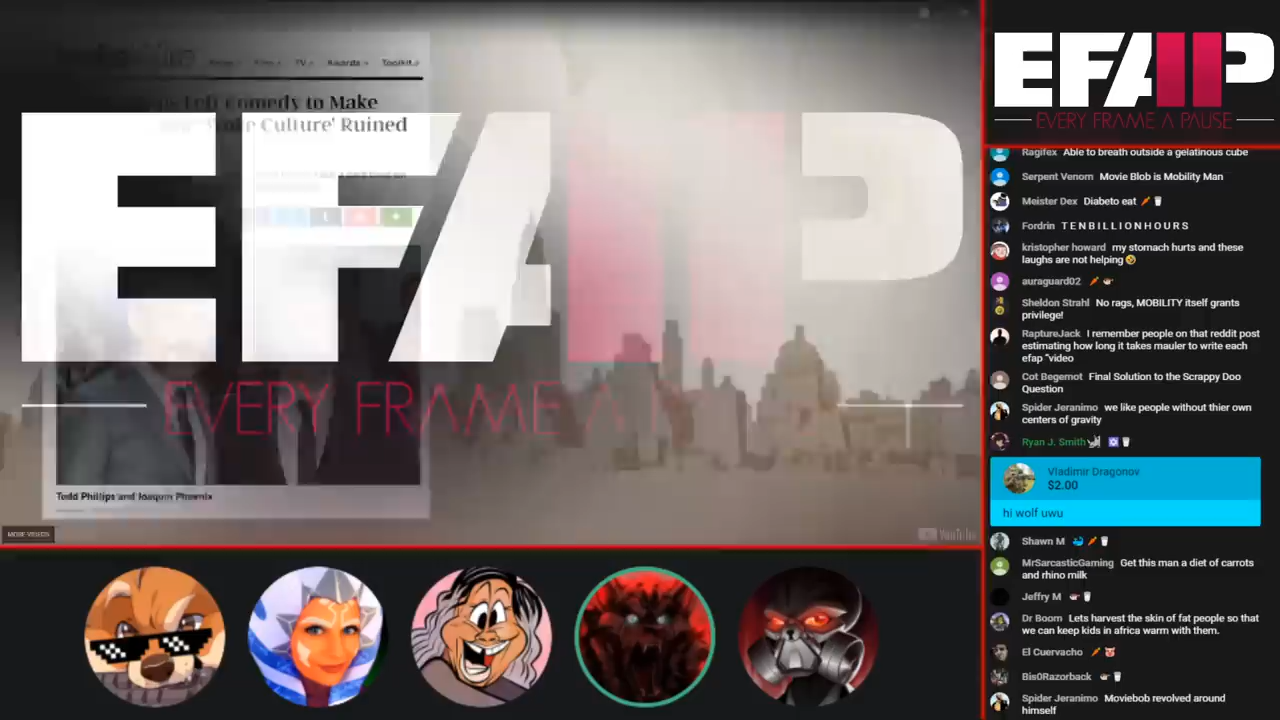 TV
Awards
Toolkit
Left Comedy to Make
'Woke Culture' Ruined
EFAP
EVERY FRAME A
Todd Phillips and Joaquin Phoenix
MORE VIDEOS
YouTube
EFAP
EVERY FRAME A PAUSE
Ragifex Able to breath outside a gelatinous cube
Serpent Venom Movie Blob is Mobility Man
Meister Dex Diabeto eat 🥕 🥛
Fordrin T E N B I L L I O N H O U R S
kristopher howard my stomach hurts and these
laughs are not helping 🤣
auraguard02
Sheldon Strahl No rags, MOBILITY itself grants
privilege!
RaptureJack I remember people on that reddit post
estimating how long it takes mauler to write each
efap "video
Cot Begemot Final Solution to the Scrappy Doo
Question
Spider Jeranimo we like people without thier own
centers of gravity
Ryan J. Smith
Vladimir Dragonov
$2.00
hi wolf uwu
Shawn M
MrSarcasticGaming Get this man a diet of carrots
and rhino milk
Jeffry M
Dr Boom Lets harvest the skin of fat people so that
we can keep kids in africa warm with them.
El Cuervacho
Bis0Razorback
Spider Jeranimo Moviebob revolved around
himself